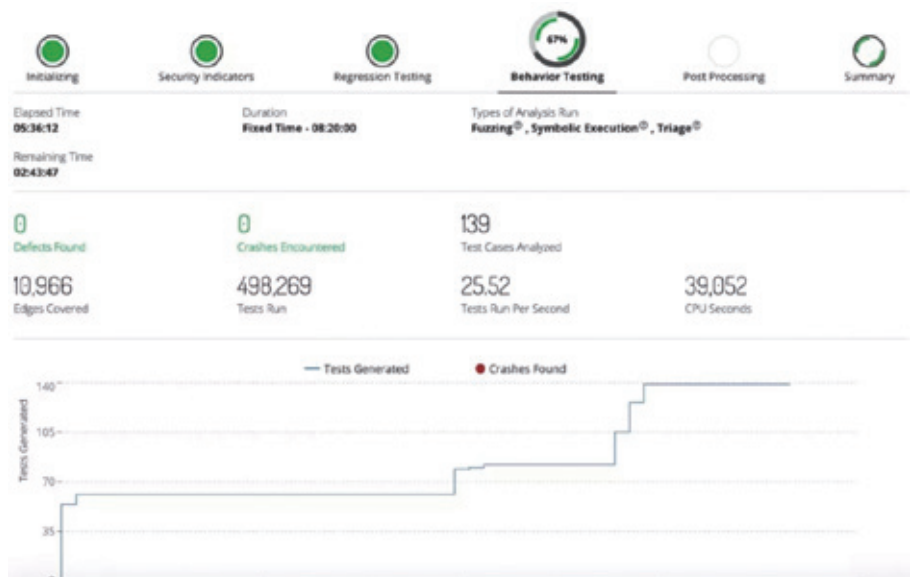 67%
Initializing
Security Indicators
Regression Testing
Behavior Testing
Post Processing
Summary
Elapsed Time
05:36:12
Duration
Fixed Time - 08:20:00
Types of Analysis Run
Fuzzing , Symbolic Execution , Triage
Remaining Time
02:43:47
0
Defects Found
0
Crashes Encountered
139
Test Cases Analyzed
10,966
Edges Covered
498,269
Tests Run
25.52
Tests Run Per Second
39,052
CPU Seconds
Tests Generated
Crashes Found
Tests Generated
140
105
70
35